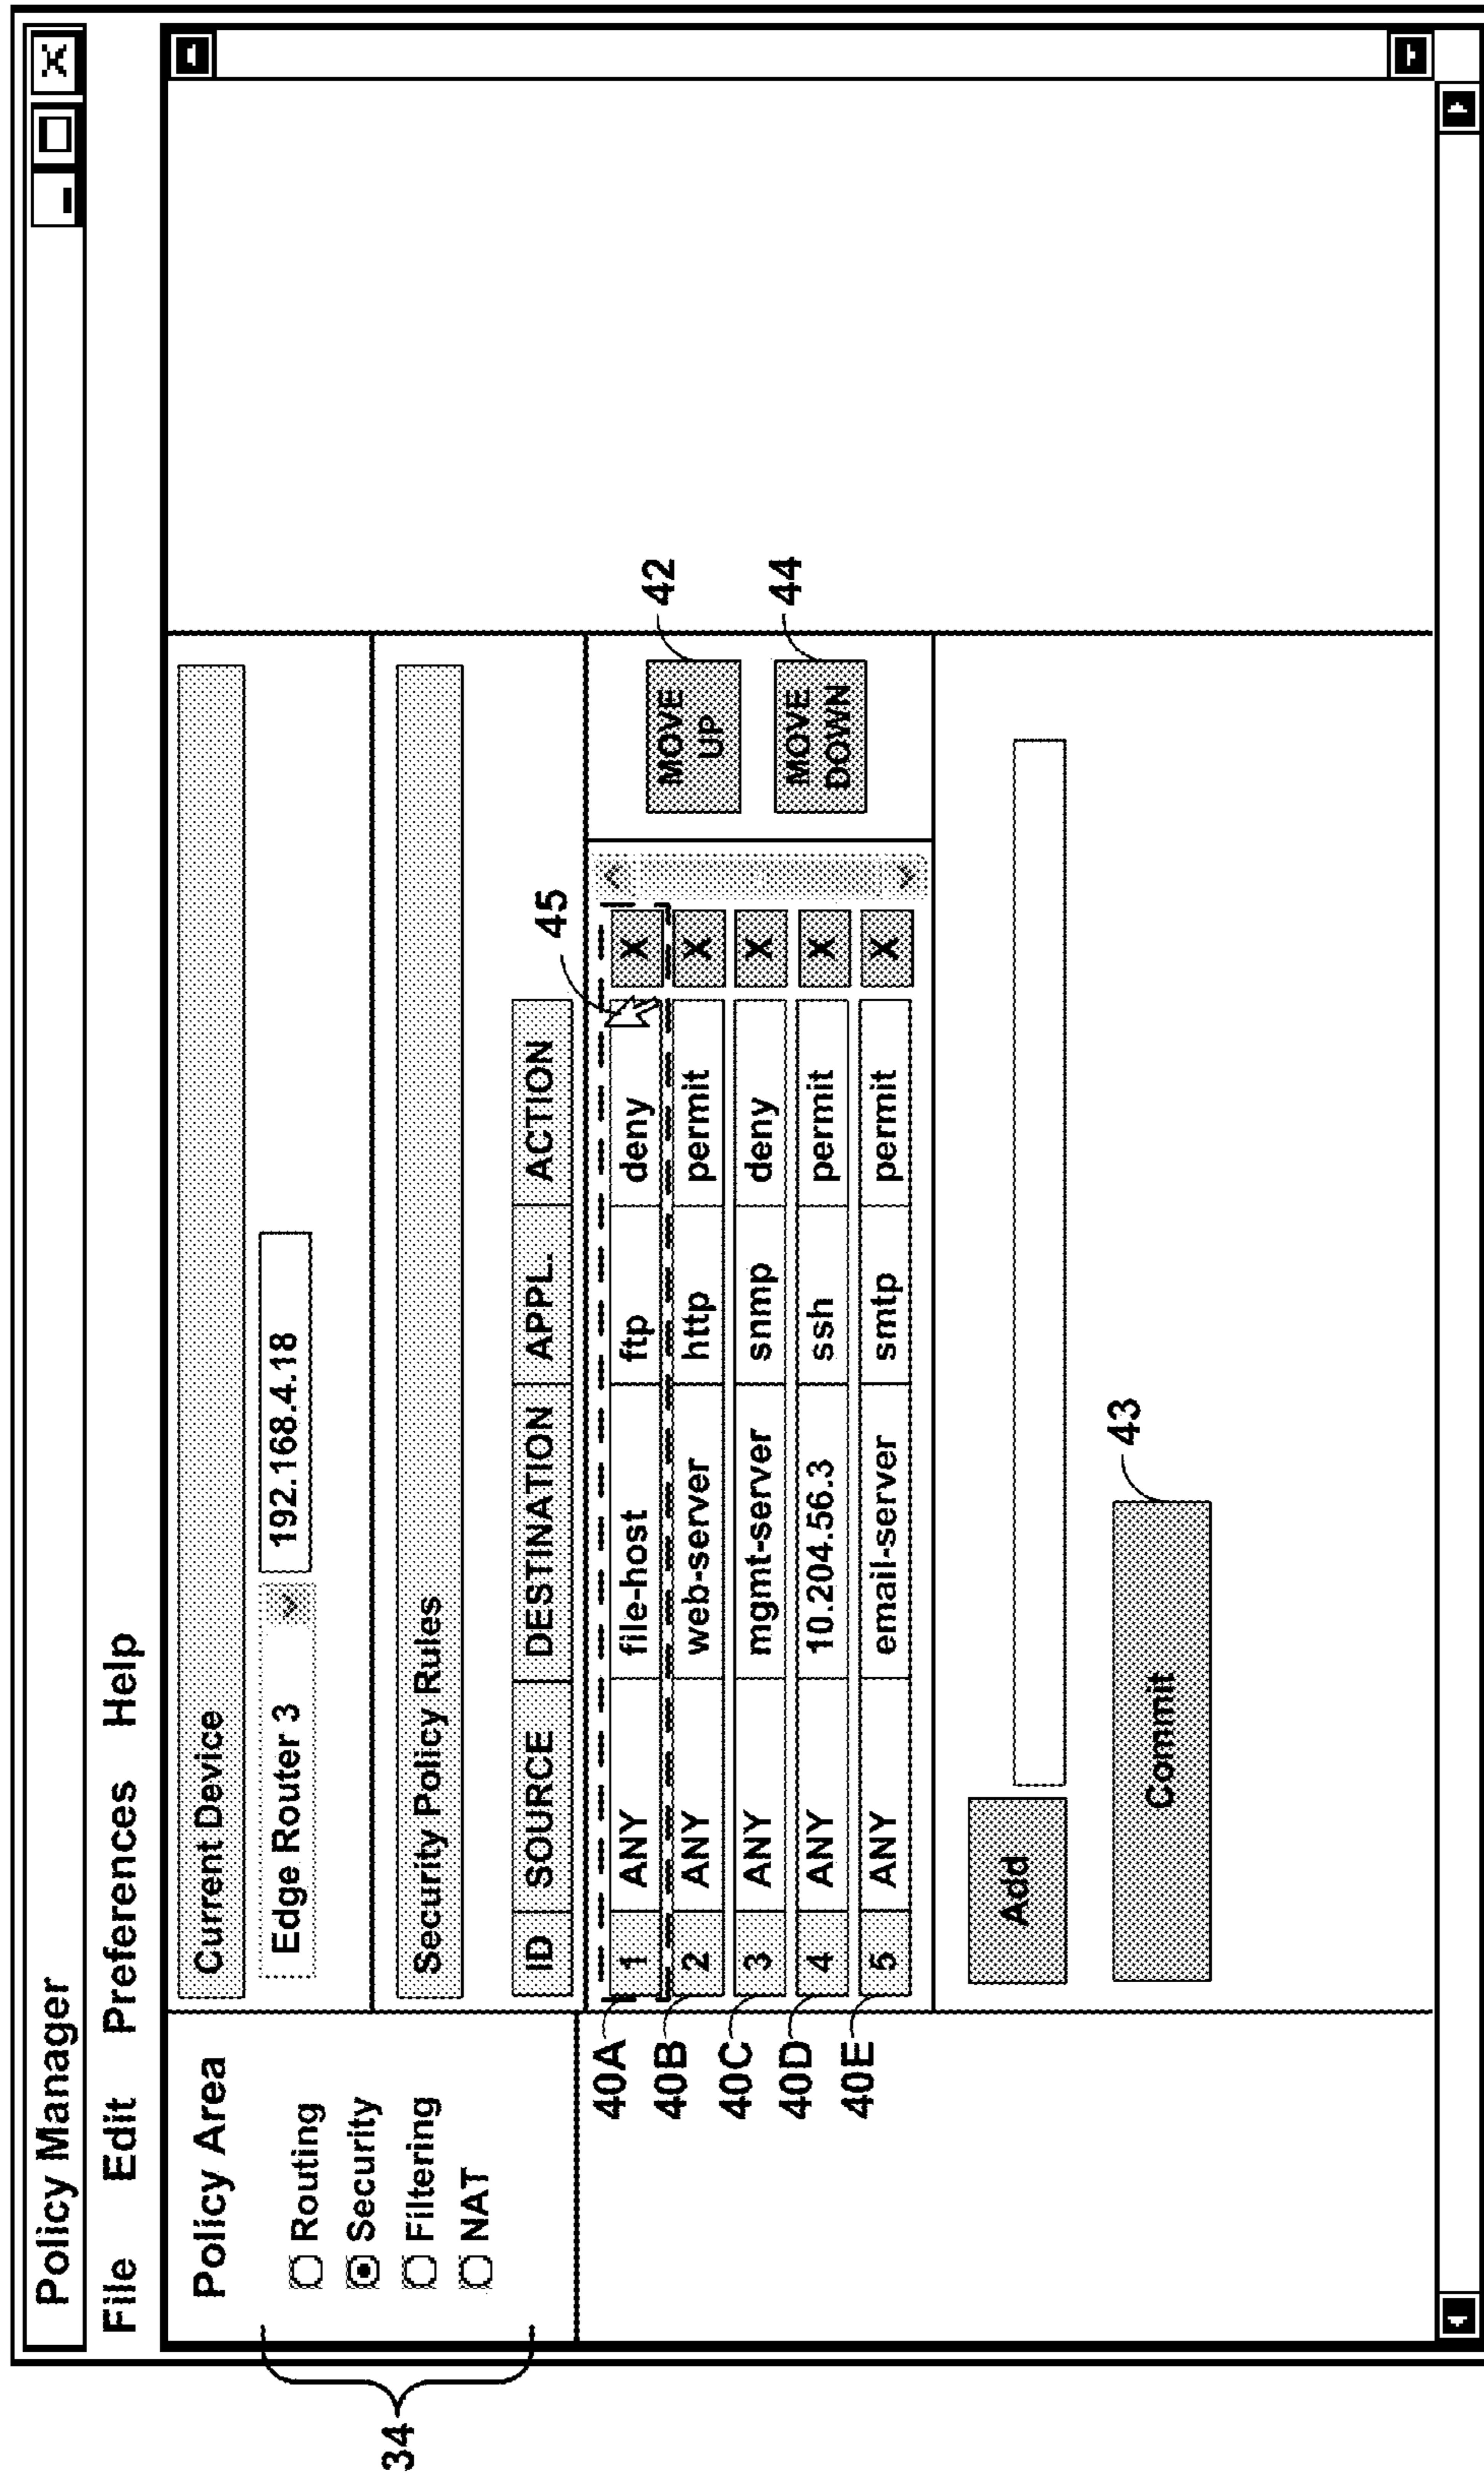 Policy Manager
X
File Edit Preferences Help
Policy Area
Routing
Security
Filtering
NAT
34
Current Device
Edge Router 3
192.168.4.18
Security Policy Rules
45
ID SOURCE DESTINATION APPL. ACTION
40A 1 ANY file-host ftp deny X
40B 2 ANY web-server http permit X
40C 3 ANY mgmt-server snmp deny X
40D 4 ANY 10.204.56.3 ssh permit X
40E 5 ANY email-server smtp permit X
MOVE
UP
42
MOVE
DOWN
44
Add
Commit
43